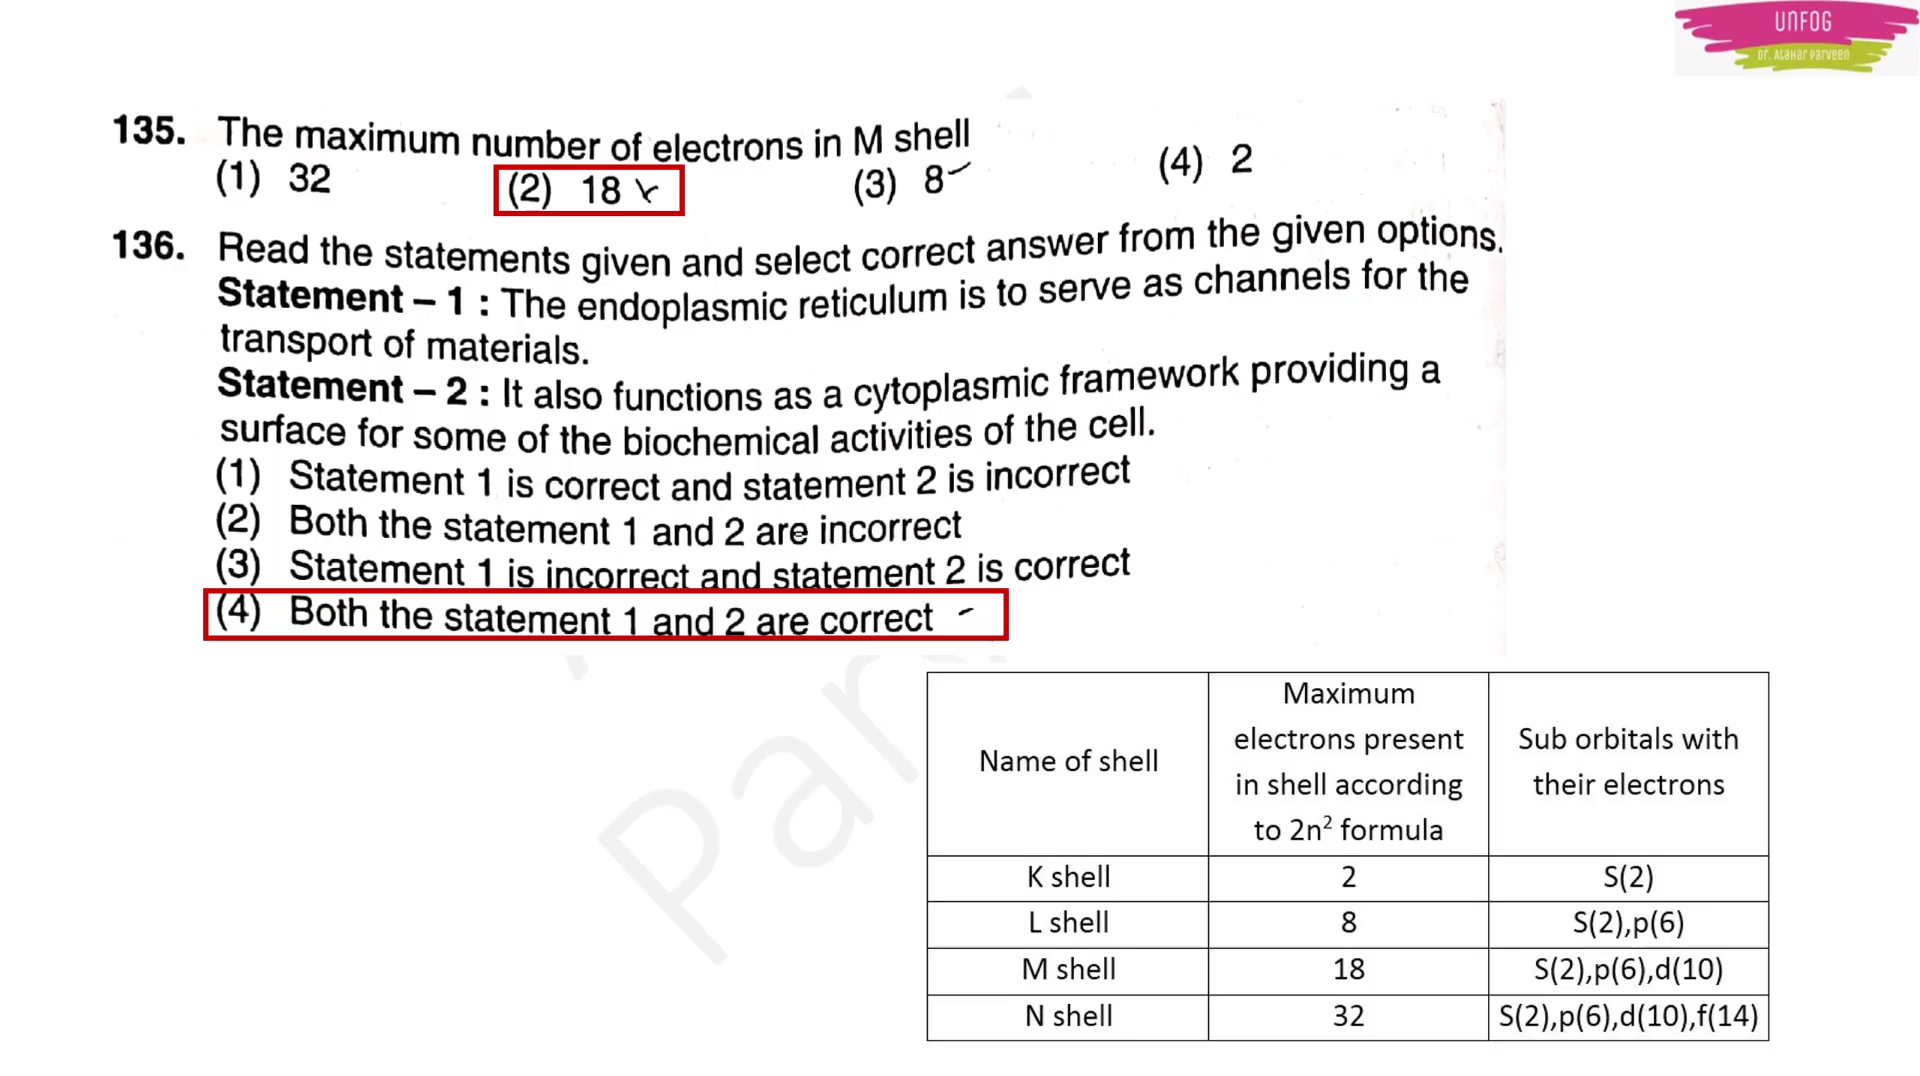 UNFOG
Dr. Atahar Parveen
135. The maximum number of electrons in M shell
(1) 32 (2) 18 (3) 8 (4) 2
136. Read the statements given and select correct answer from the given options.
Statement – 1 : The endoplasmic reticulum is to serve as channels for the
transport of materials.
Statement – 2 : It also functions as a cytoplasmic framework providing a
surface for some of the biochemical activities of the cell.
(1) Statement 1 is correct and statement 2 is incorrect
(2) Both the statement 1 and 2 are incorrect
(3) Statement 1 is incorrect and statement 2 is correct
(4) Both the statement 1 and 2 are correct
Name of shell
Maximum
electrons present
in shell according
to 2n² formula
Sub orbitals with
their electrons
K shell 2 S(2)
L shell 8 S(2),p(6)
M shell 18 S(2),p(6),d(10)
N shell 32 S(2),p(6),d(10),f(14)
Par